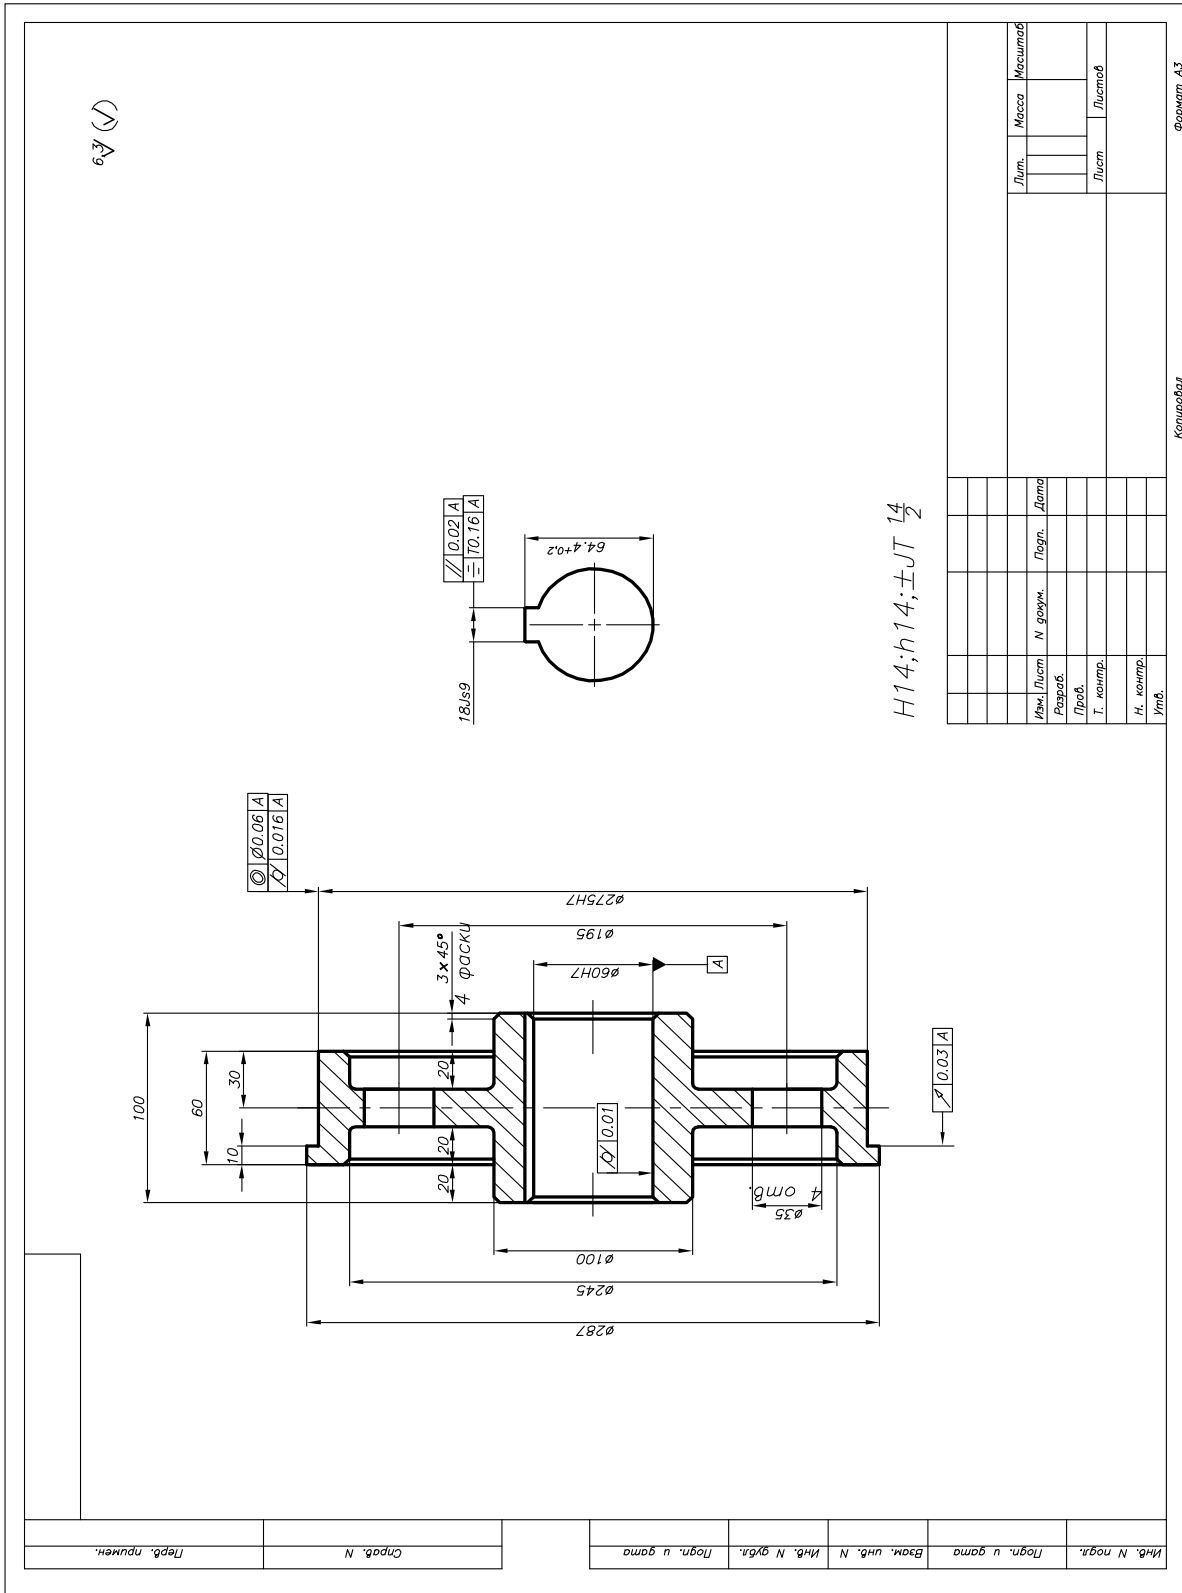 6.3 (√)
◎ Ø0.06 A
⌭ 0.016 A
// 0.02 A
⌯ T0.16 A
100
60
30
10
20
20
20
3×45°
4 фаски
18Js9
64.4+0,2
ø275H7
ø195
ø60H7
A
⌭ 0.01
0.03 A
4 отв.
ø35
ø100
ø245
ø287
H14;h14;±JT 14/2
Перв. примен.
Справ. N
Подп. и дата
Инв. N дубл.
Взам. инв. N
Подп. и дата
Инв. N подл.
Изм. Лист N докум. Подп. Дата
Разраб.
Пров.
Т. контр.
Н. контр.
Утв.
Лит. Масса Масштаб
Лист Листов
Копировал Формат A3